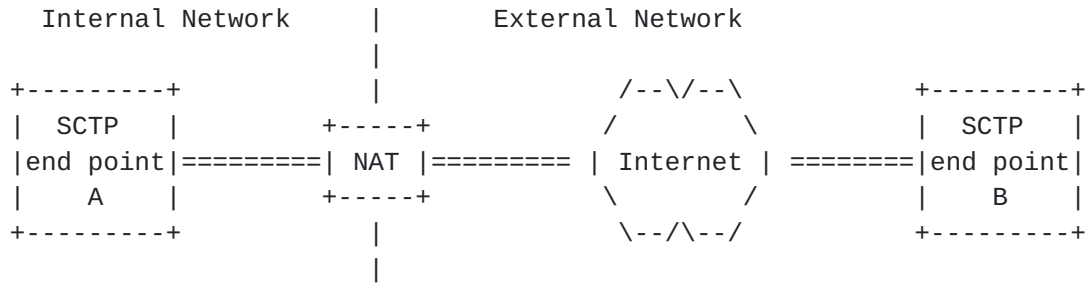 Internal Network | External Network
|
+---------+ | /--\/--\ +---------+
| SCTP | +-----+ / \ | SCTP |
|end point|=========| NAT |========= | Internet | ========|end point|
| A | +-----+ \ / | B |
+---------+ | \--/\--/ +---------+
|